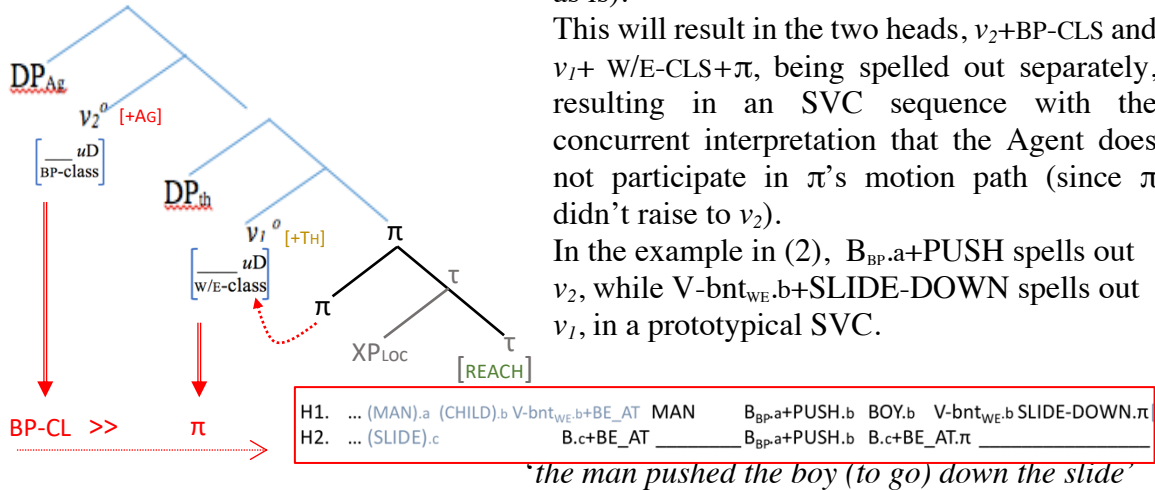 as is).
This will result in the two heads, v2+BP-CLS and
v1+ W/E-CLS+π, being spelled out separately,
resulting in an SVC sequence with the
concurrent interpretation that the Agent does
not participate in π's motion path (since π
didn't raise to v2).
In the example in (2), BBP.a+PUSH spells out
v2, while V-bntWE.b+SLIDE-DOWN spells out
v1, in a prototypical SVC.
DPAg
v2o [+AG]
[___ uD
BP-class]
DPth
v1o [+TH]
[____ uD
W/E-class]
π
π
τ
XPLOC
τ
[REACH]
BP-CL >> π
H1. ... (MAN).a (CHILD).b V-bntWE.b+BE_AT MAN BBP.a+PUSH.b BOY.b V-bntWE.b SLIDE-DOWN.π
H2. ... (SLIDE).c B.c+BE_AT ________BBP.a+PUSH.b B.c+BE_AT.π ________________
'the man pushed the boy (to go) down the slide'